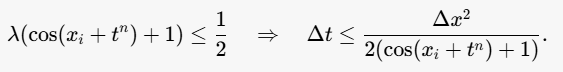 λ(cos(xᵢ + tⁿ) + 1) ≤ 1/2 ⇒ Δt ≤ Δx²/(2(cos(xᵢ + tⁿ) + 1)).